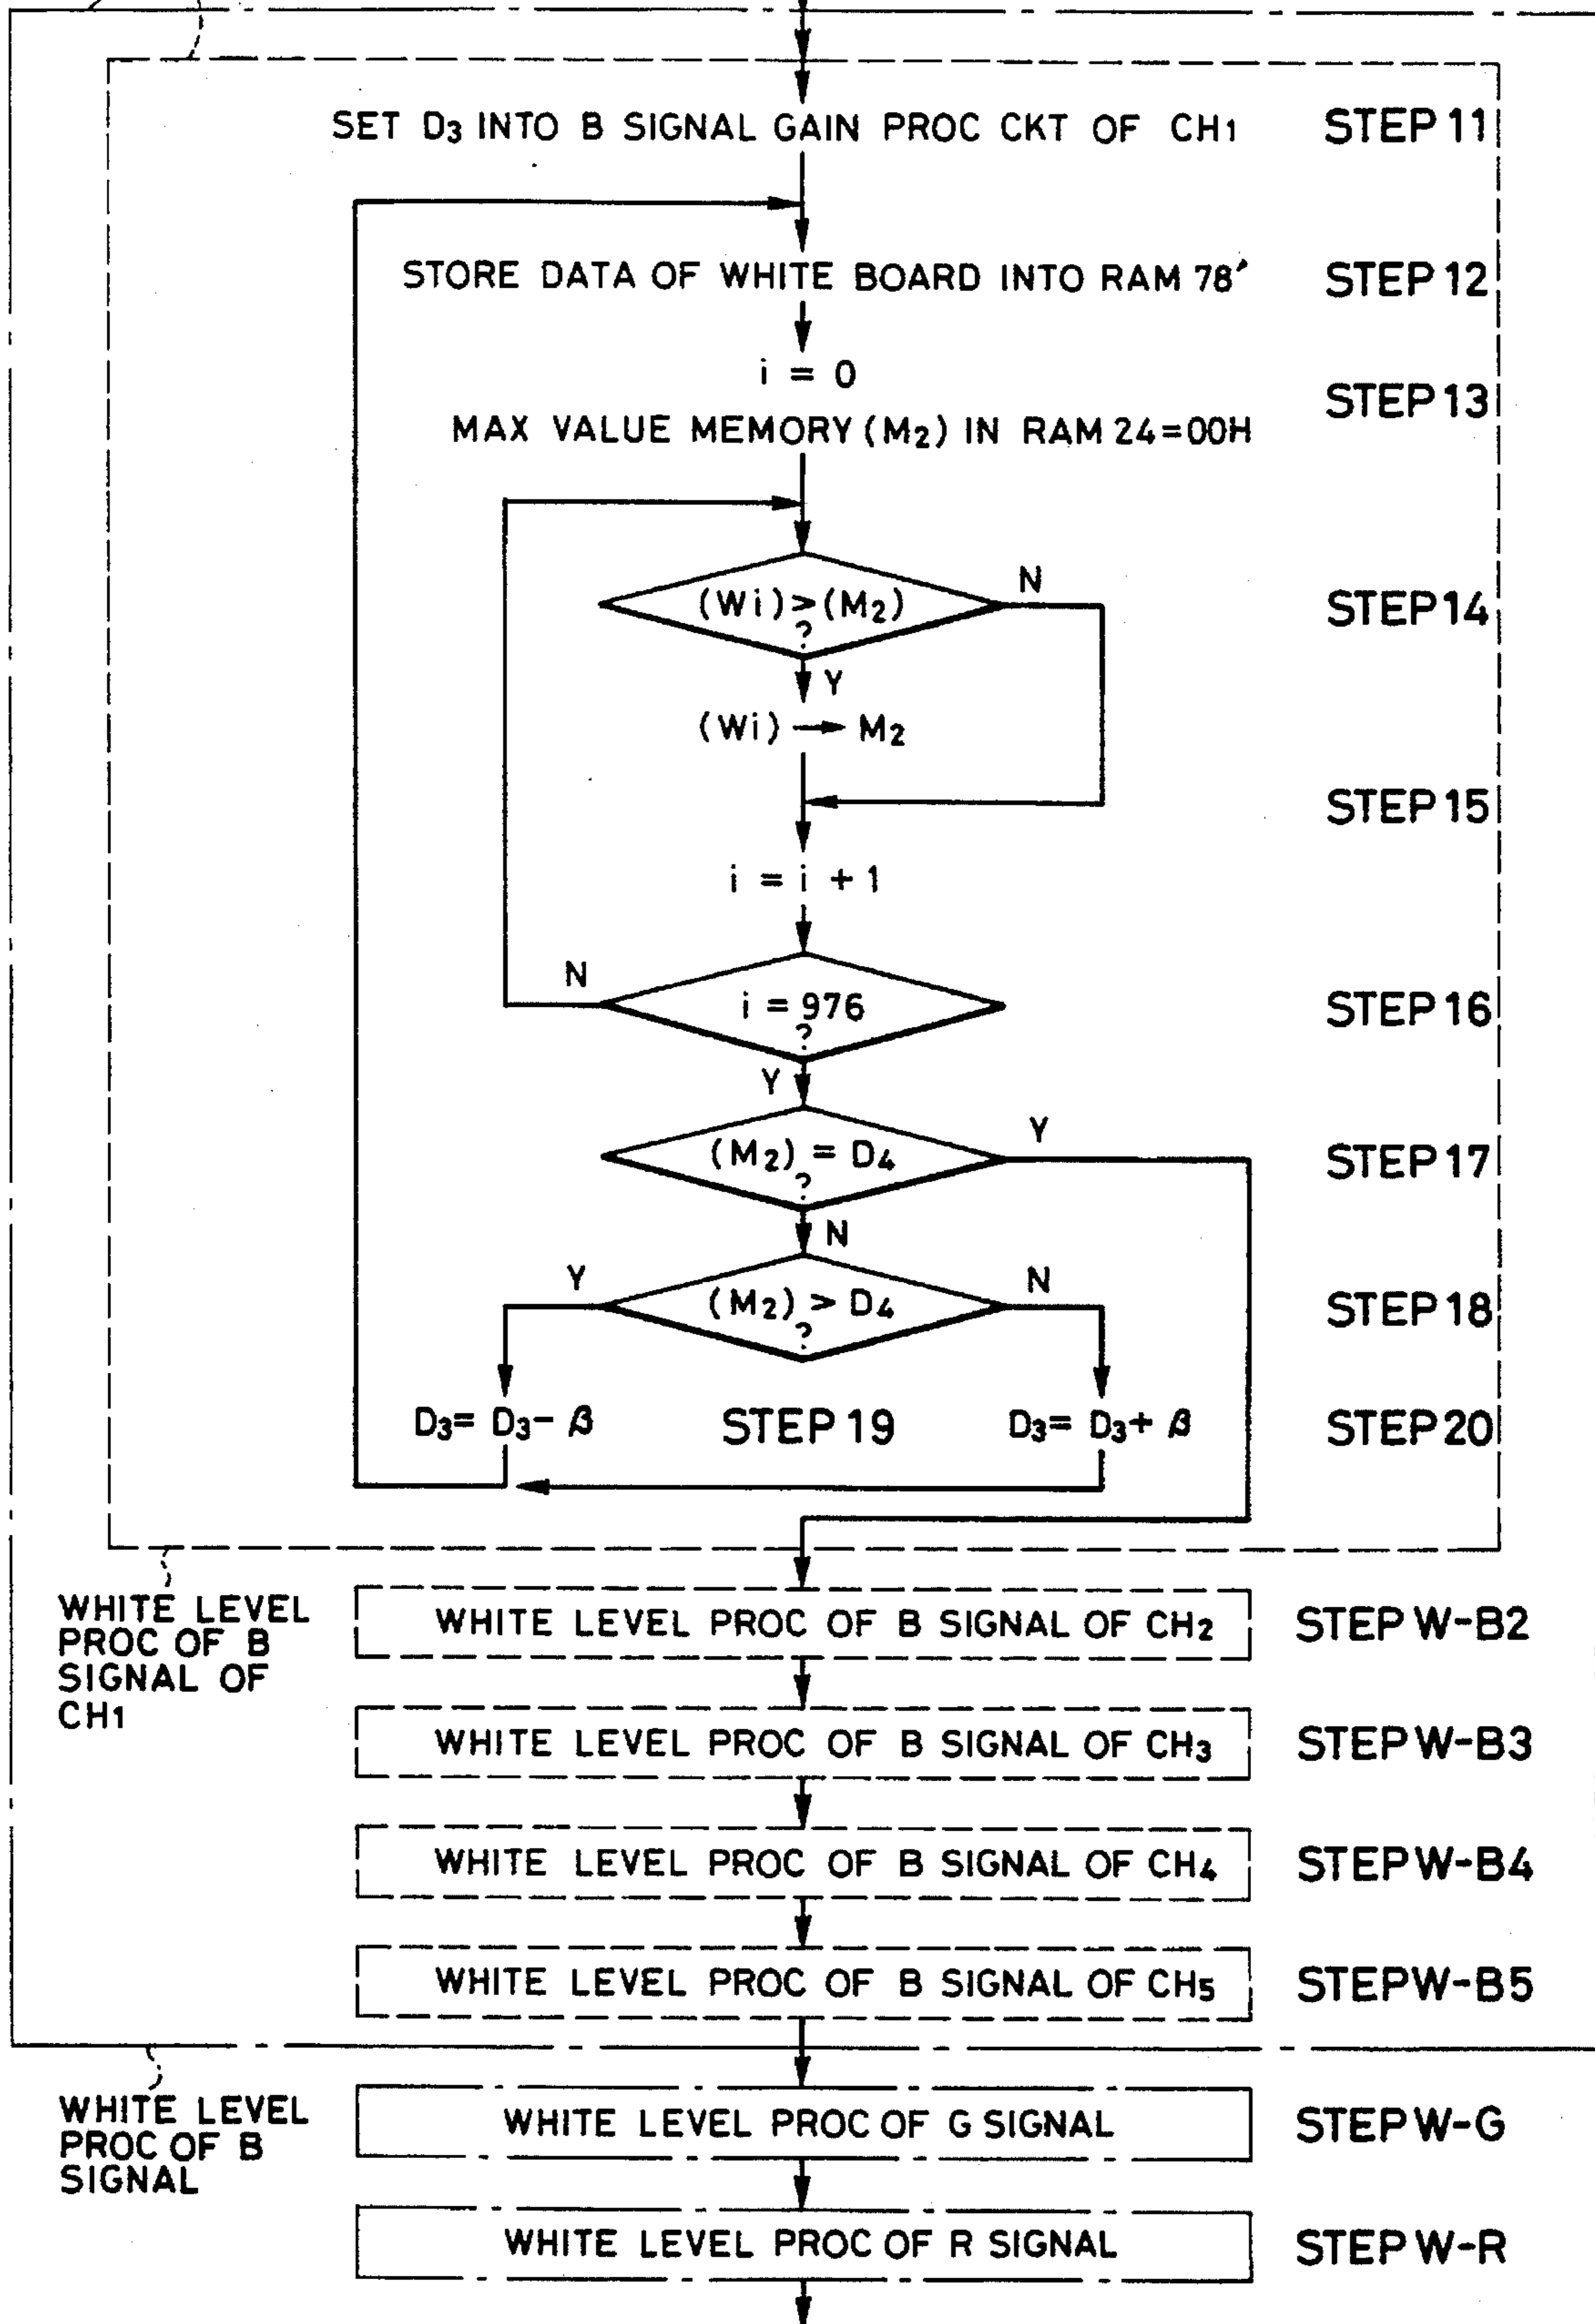 SET D3 INTO B SIGNAL GAIN PROC CKT OF CH1 STEP 11
STORE DATA OF WHITE BOARD INTO RAM 78' STEP 12
i = 0
STEP 13
MAX VALUE MEMORY (M2) IN RAM 24=00H
N
(Wi) > (M2) STEP 14
?
Y
(Wi) → M2
STEP 15
i = i + 1
N
i = 976 STEP 16
?
Y
Y
(M2) = D4 STEP 17
?
N
Y N
(M2) > D4 STEP 18
?
D3= D3- β STEP 19 D3= D3+ β STEP 20
WHITE LEVEL
PROC OF B
SIGNAL OF
CH1
WHITE LEVEL PROC OF B SIGNAL OF CH2 STEP W-B2
WHITE LEVEL PROC OF B SIGNAL OF CH3 STEP W-B3
WHITE LEVEL PROC OF B SIGNAL OF CH4 STEP W-B4
WHITE LEVEL PROC OF B SIGNAL OF CH5 STEP W-B5
WHITE LEVEL
PROC OF B
SIGNAL
WHITE LEVEL PROC OF G SIGNAL STEP W-G
WHITE LEVEL PROC OF R SIGNAL STEP W-R